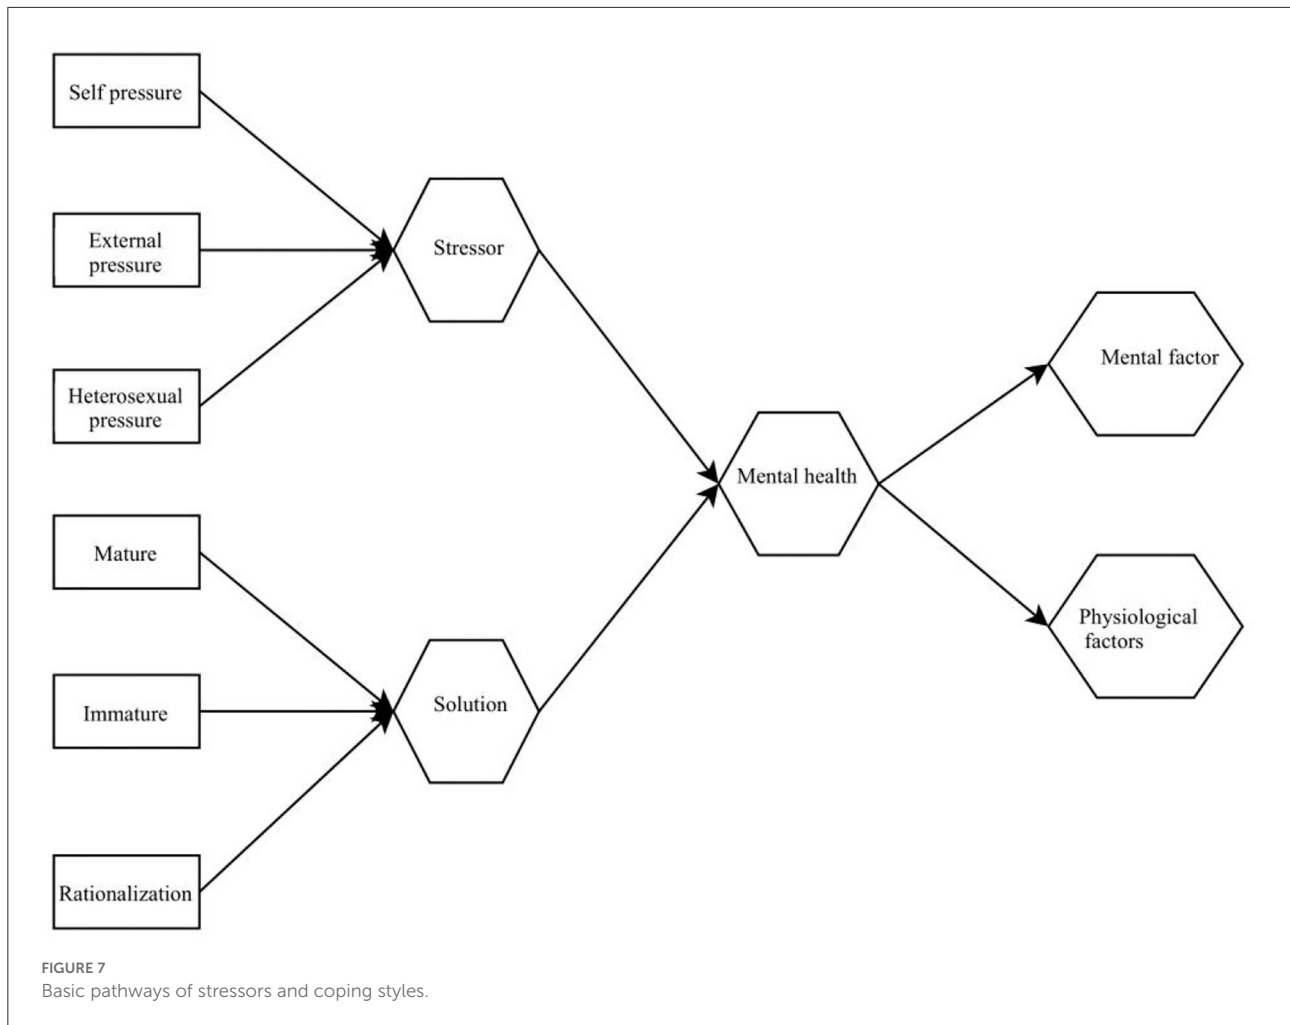 Self pressure
External
pressure
Heterosexual
pressure
Mature
Immature
Rationalization
Stressor
Solution
Mental health
Mental factor
Physiological
factors
FIGURE 7
Basic pathways of stressors and coping styles.